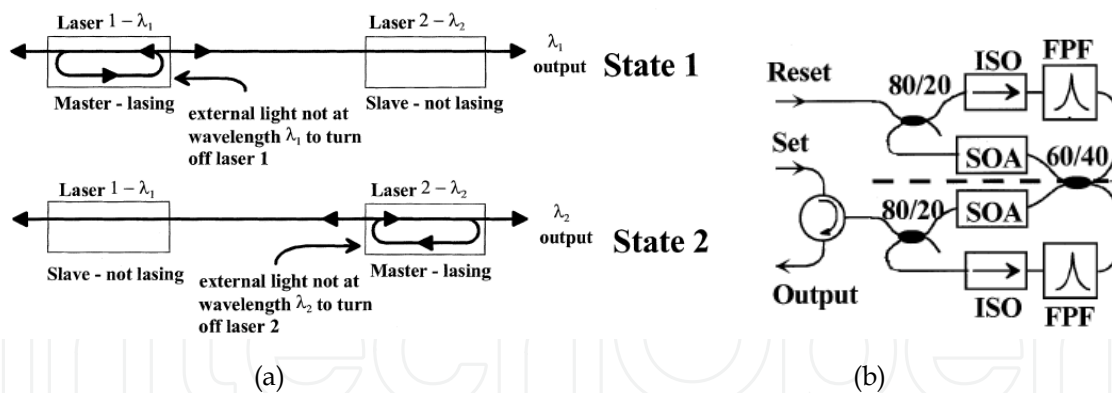 Laser 1 – λ₁
Laser 2 – λ₂
λ₁
output
State 1
Master - lasing
Slave - not lasing
external light not at
wavelength λ₁ to turn
off laser 1
Laser 1 – λ₁
Laser 2 – λ₂
λ₂
output
State 2
Slave - not lasing
Master - lasing
external light not at
wavelength λ₂ to turn
off laser 2
(a)
ISO
FPF
Reset
80/20
Set
SOA
60/40
80/20
SOA
Output
ISO
FPF
(b)